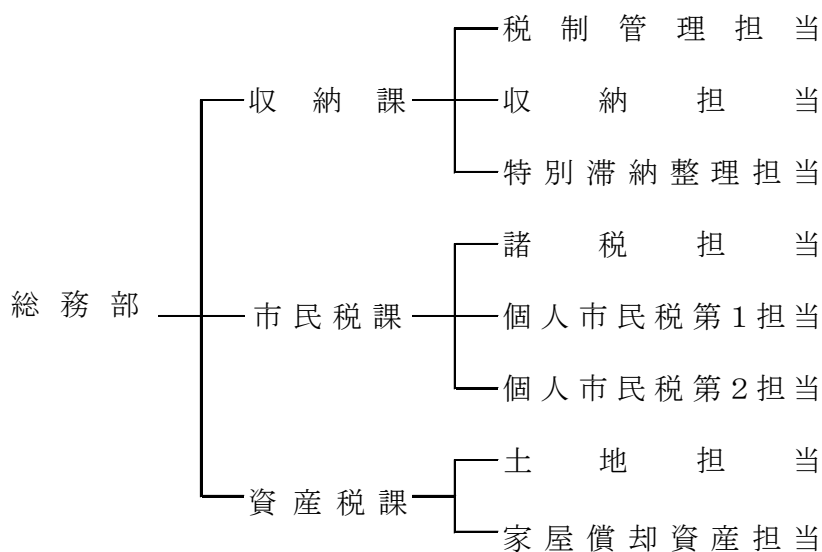 税制管理担当
収納課
収納担当
特別滞納整理担当
諸税担当
総務部
市民税課
個人市民税第１担当
個人市民税第２担当
土地担当
資産税課
家屋償却資産担当